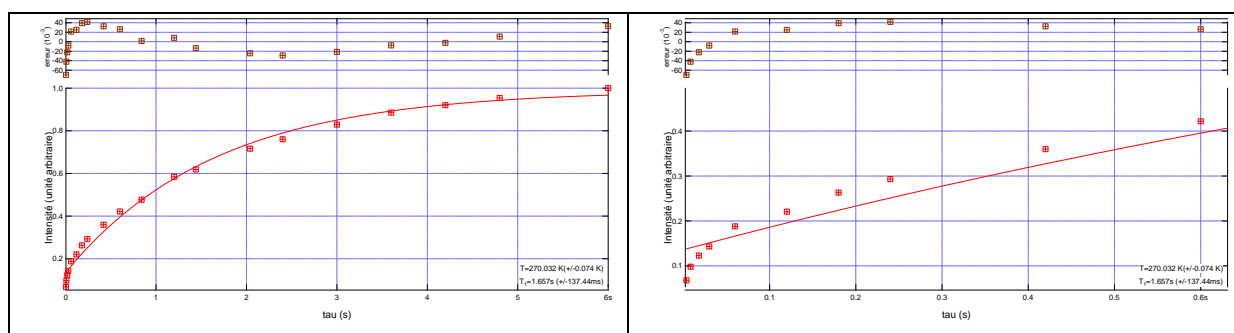 erreur (10⁻³)
40
20
0
-20
-40
-60
Intensité (unité arbitraire)
1.0
0.8
0.6
0.4
0.2
T=270.032 K(+/-0.074 K)
T₁=1.657s (+/-137.44ms)
0 1 2 3 4 5 6s
tau (s)
erreur (10⁻³)
40
20
0
-20
-40
-60
Intensité (unité arbitraire)
0.4
0.3
0.2
0.1
T=270.032 K(+/-0.074 K)
T₁=1.657s (+/-137.44ms)
0.1 0.2 0.3 0.4 0.5 0.6s
tau (s)